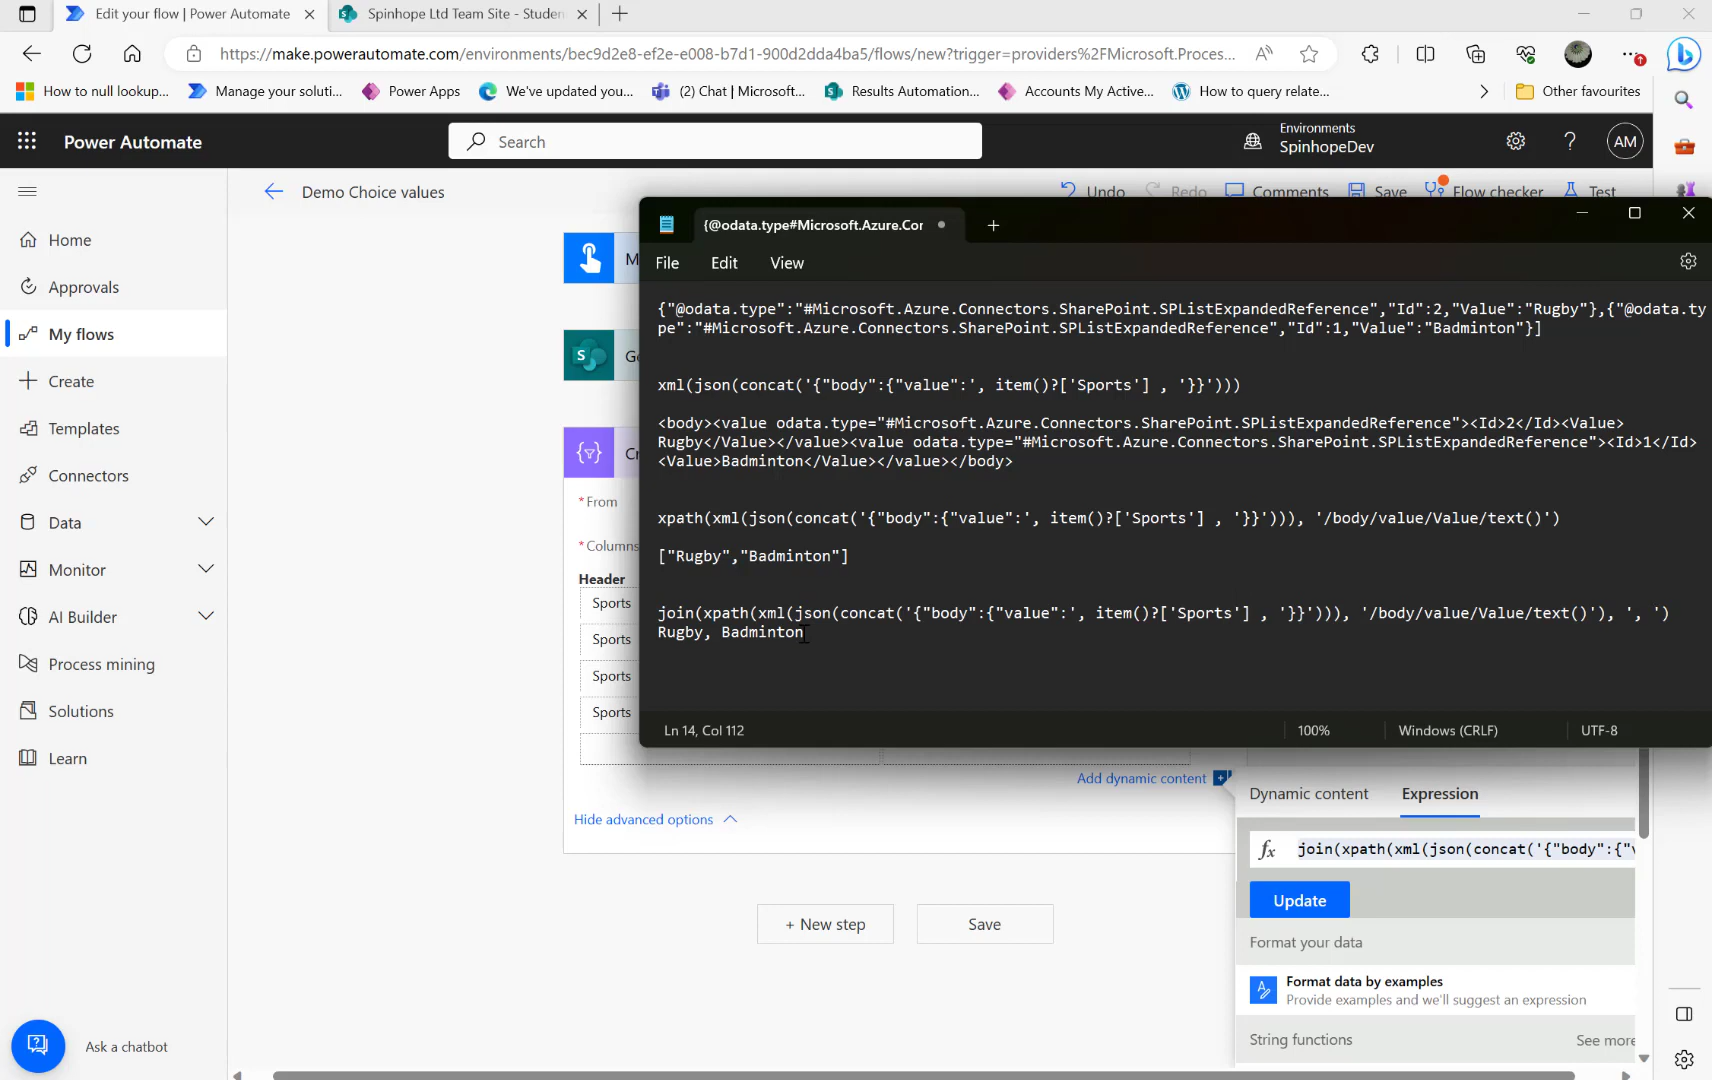 Edit your flow | Power Automate
Spinhope Ltd Team Site - Studen
https://make.powerautomate.com/environments/bec9d2e8-ef2e-e008-b7d1-900d2dda4ba5/flows/new?trigger=providers%2FMicrosoft.Proces...
How to null lookup...
Manage your soluti...
Power Apps
We've updated you...
(2) Chat | Microsoft...
Results Automation...
Accounts My Active...
How to query relate...
Other favourites
Power Automate
Search
Environments
SpinhopeDev
AM
Demo Choice values
Undo
Redo
Comments
Save
Flow checker
Test
Home
Approvals
My flows
Create
Templates
Connectors
Data
Monitor
AI Builder
Process mining
Solutions
Learn
Ask a chatbot
M
S
G
Cr
*From
*Columns
Header
Sports
Sports
Sports
Sports
{@odata.type#Microsoft.Azure.Cor
File
Edit
View
{"@odata.type":"#Microsoft.Azure.Connectors.SharePoint.SPListExpandedReference","Id":2,"Value":"Rugby"},{"@odata.ty
pe":"#Microsoft.Azure.Connectors.SharePoint.SPListExpandedReference","Id":1,"Value":"Badminton"}]
xml(json(concat('{"body":{"value":', item()?['Sports'] , '}}')))
<body><value odata.type="#Microsoft.Azure.Connectors.SharePoint.SPListExpandedReference"><Id>2</Id><Value>
Rugby</Value></value><value odata.type="#Microsoft.Azure.Connectors.SharePoint.SPListExpandedReference"><Id>1</Id>
<Value>Badminton</Value></value></body>
xpath(xml(json(concat('{"body":{"value":', item()?['Sports'] , '}}'))), '/body/value/Value/text()')
["Rugby","Badminton"]
join(xpath(xml(json(concat('{"body":{"value":', item()?['Sports'] , '}}'))), '/body/value/Value/text()'), ', ')
Rugby, Badminton
Ln 14, Col 112
100%
Windows (CRLF)
UTF-8
Add dynamic content
Hide advanced options
+ New step
Save
Dynamic content
Expression
fx
join(xpath(xml(json(concat('{"body":{"v
Update
Format your data
Format data by examples
Provide examples and we'll suggest an expression
String functions
See more